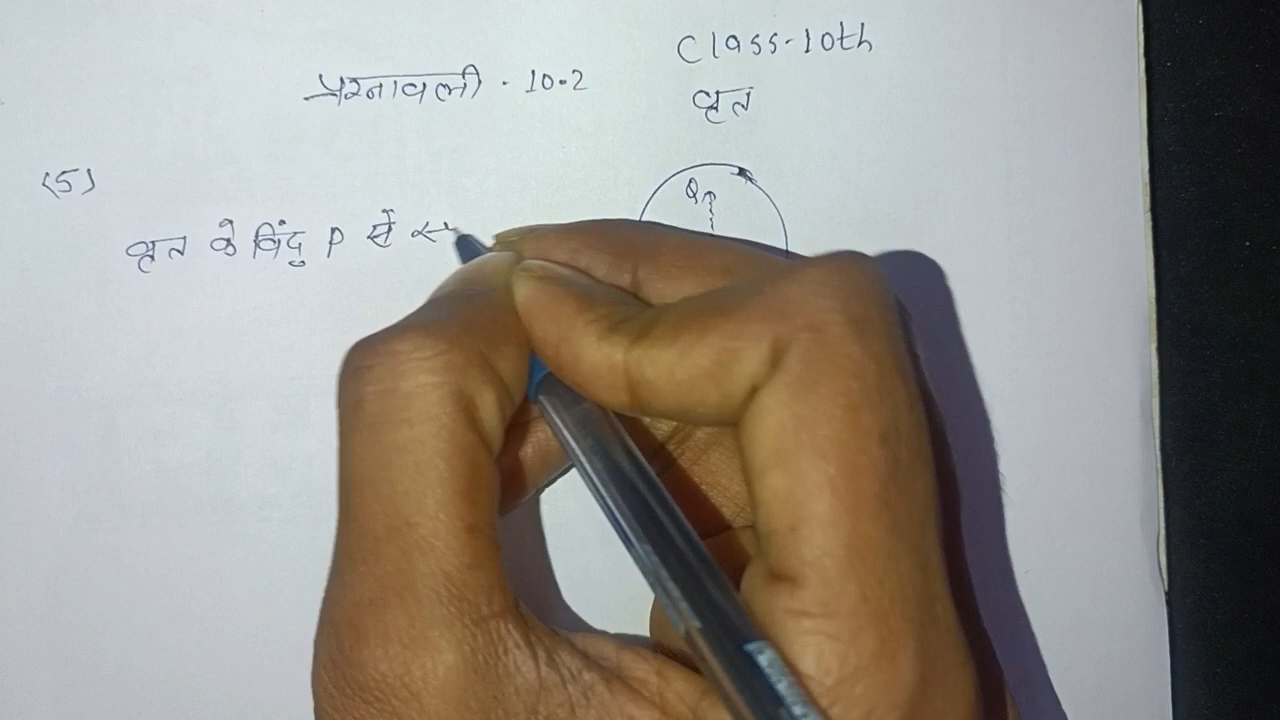 Class-10th
प्रश्नावली - 10.2
वृत
(5)
Q
वृत के बिंदु P से